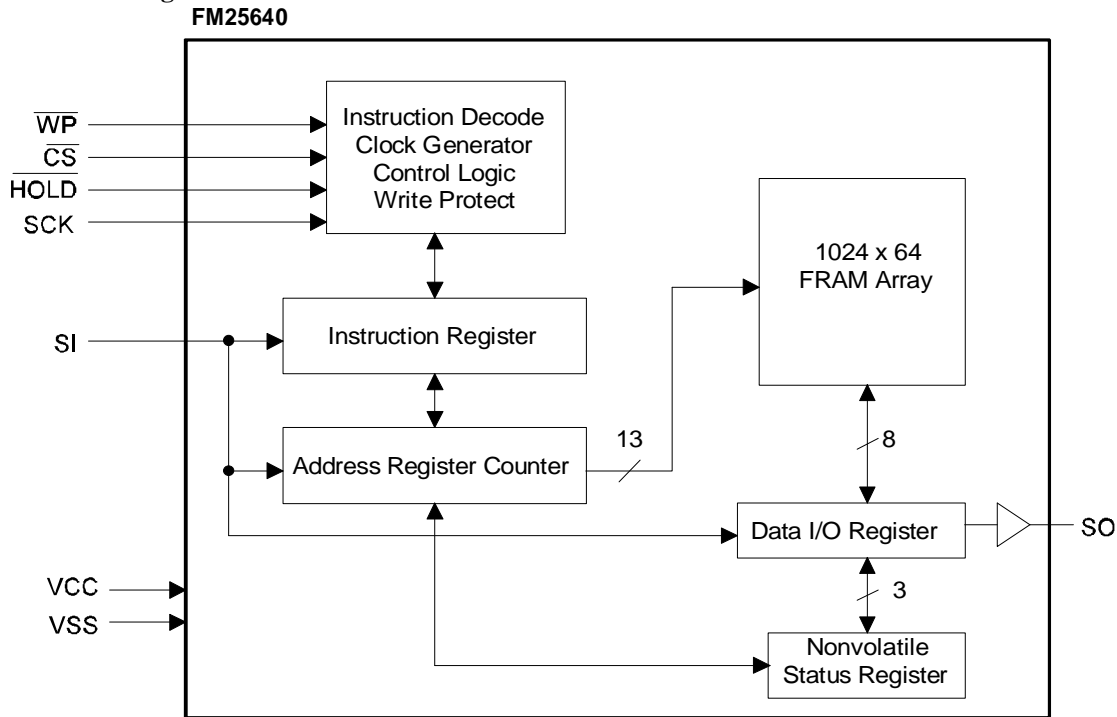 FM25640
WP
CS
HOLD
SCK
Instruction Decode
Clock Generator
Control Logic
Write Protect
1024 x 64
FRAM Array
SI
Instruction Register
13
8
Address Register Counter
Data I/O Register
SO
VCC
VSS
3
Nonvolatile
Status Register